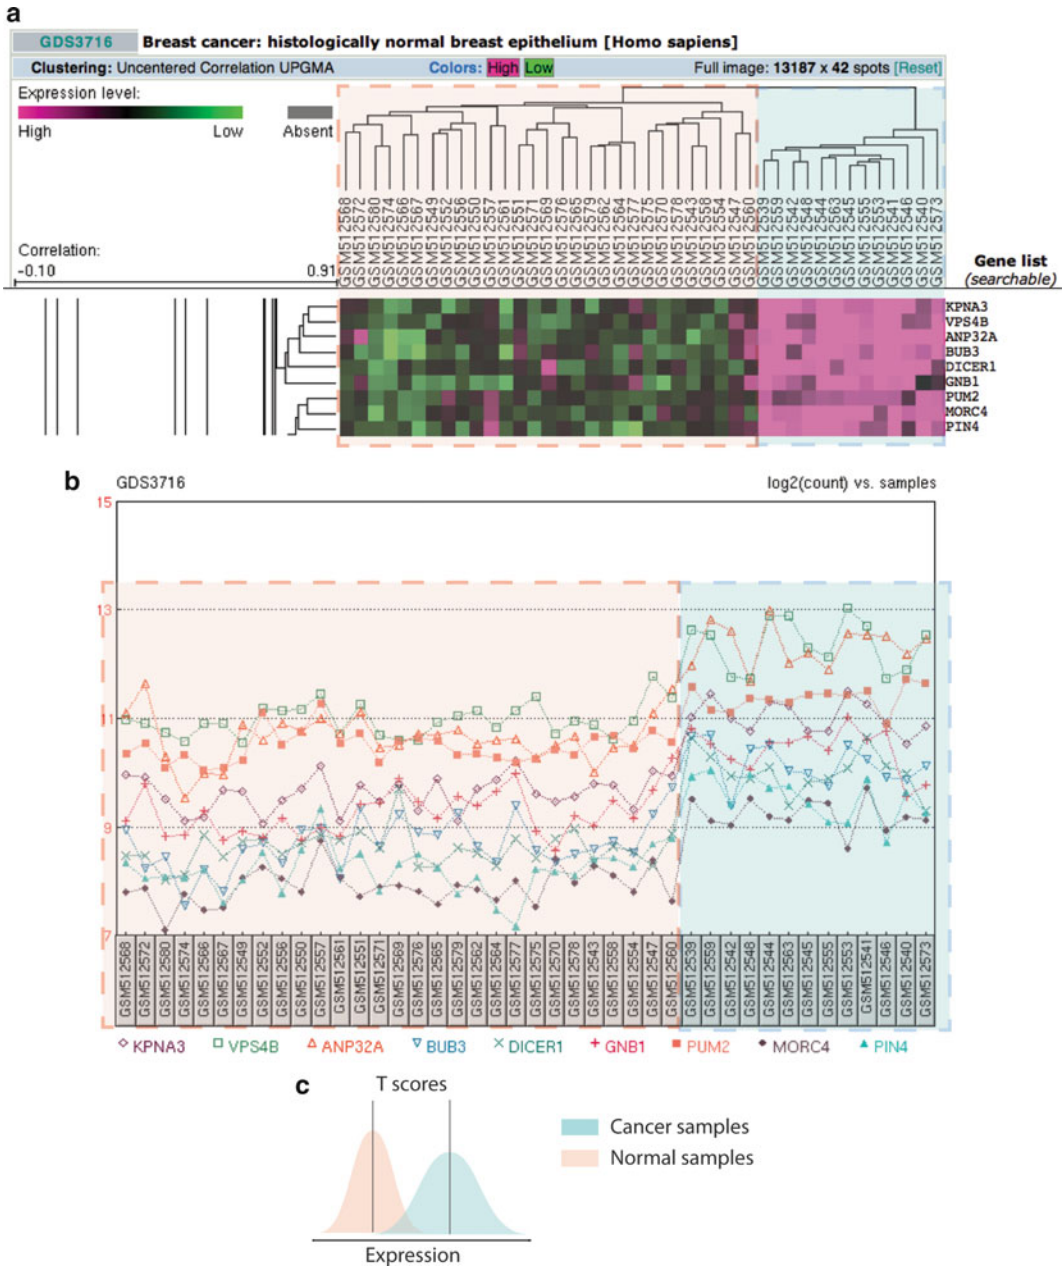 a
GDS3716 Breast cancer: histologically normal breast epithelium [Homo sapiens]
Clustering: Uncentered Correlation UPGMA Colors: High Low Full image: 13187 x 42 spots [Reset]
Expression level:
High Low Absent
GSM512568
GSM512572
GSM512580
GSM512574
GSM512566
GSM512567
GSM512549
GSM512552
GSM512556
GSM512550
GSM512557
GSM512561
GSM512551
GSM512571
GSM512569
GSM512576
GSM512565
GSM512579
GSM512562
GSM512564
GSM512577
GSM512575
GSM512570
GSM512578
GSM512543
GSM512558
GSM512554
GSM512547
GSM512560
GSM512539
GSM512559
GSM512542
GSM512548
GSM512544
GSM512563
GSM512545
GSM512555
GSM512553
GSM512541
GSM512546
GSM512540
GSM512573
Correlation:
-0.10 0.91
Gene list
(searchable)
KPNA3
VPS4B
ANP32A
BUB3
DICER1
GNB1
PUM2
MORC4
PIN4
b
GDS3716 log2(count) vs. samples
15
13
11
9
7
GSM512568
GSM512572
GSM512580
GSM512574
GSM512566
GSM512567
GSM512549
GSM512552
GSM512556
GSM512550
GSM512557
GSM512561
GSM512551
GSM512571
GSM512569
GSM512576
GSM512565
GSM512579
GSM512562
GSM512564
GSM512577
GSM512575
GSM512570
GSM512578
GSM512543
GSM512558
GSM512554
GSM512547
GSM512560
GSM512539
GSM512559
GSM512542
GSM512548
GSM512544
GSM512563
GSM512545
GSM512555
GSM512553
GSM512541
GSM512546
GSM512540
GSM512573
KPNA3 VPS4B ANP32A BUB3 DICER1 GNB1 PUM2 MORC4 PIN4
c
T scores
Cancer samples
Normal samples
Expression